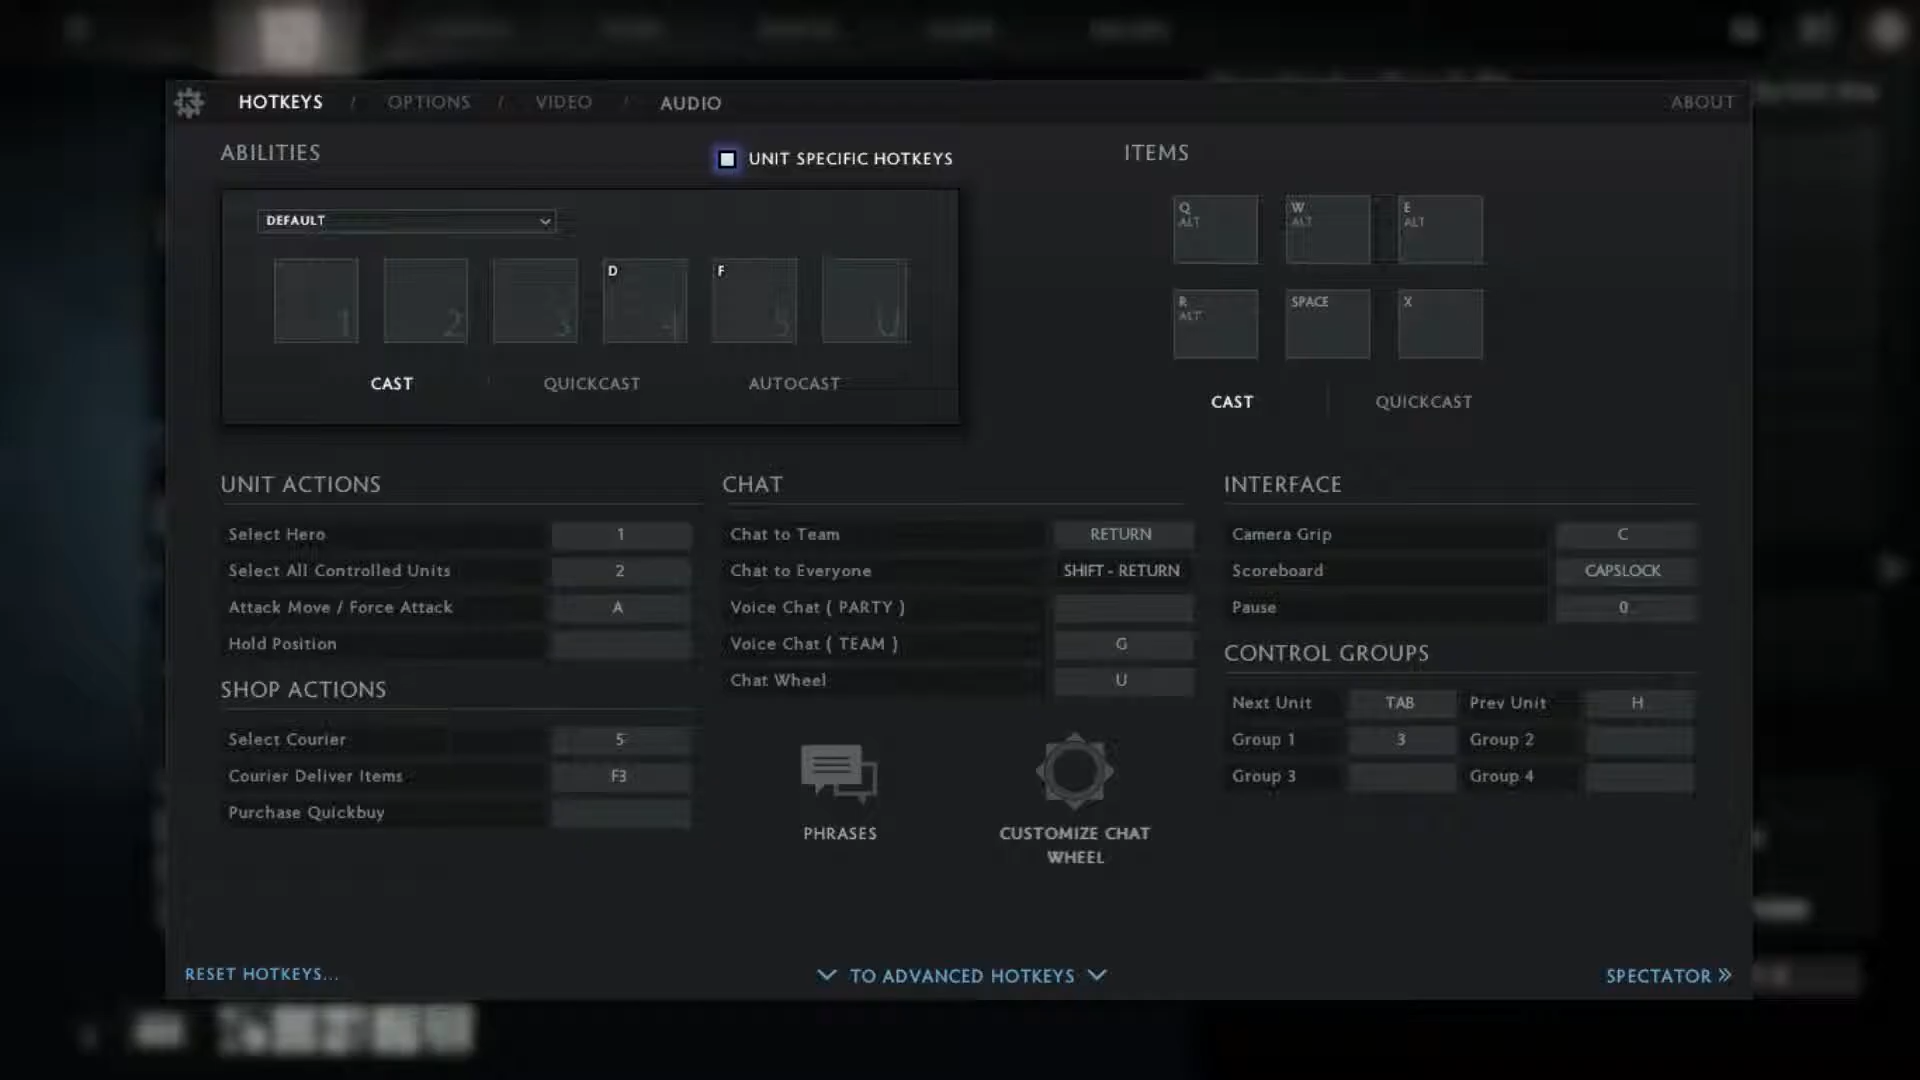 HOTKEYS / OPTIONS / VIDEO / AUDIO ABOUT
ABILITIES
UNIT SPECIFIC HOTKEYS
DEFAULT
1 2 3 D 4 F 5 U
CAST QUICKCAST AUTOCAST
ITEMS
Q ALT W ALT E ALT
R ALT SPACE X
CAST QUICKCAST
UNIT ACTIONS
Select Hero 1
Select All Controlled Units 2
Attack Move / Force Attack A
Hold Position
SHOP ACTIONS
Select Courier 5
Courier Deliver Items F3
Purchase Quickbuy
CHAT
Chat to Team RETURN
Chat to Everyone SHIFT - RETURN
Voice Chat ( PARTY )
Voice Chat ( TEAM ) G
Chat Wheel U
PHRASES
CUSTOMIZE CHAT
WHEEL
INTERFACE
Camera Grip C
Scoreboard CAPSLOCK
Pause 0
CONTROL GROUPS
Next Unit TAB Prev Unit H
Group 1 3 Group 2
Group 3 Group 4
RESET HOTKEYS...
TO ADVANCED HOTKEYS
SPECTATOR